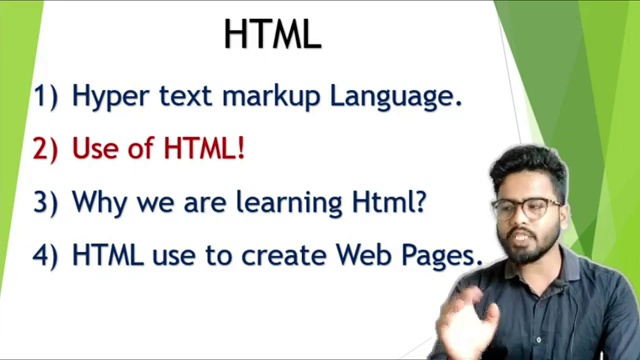 HTML
1) Hyper text markup Language.
2) Use of HTML!
3) Why we are learning Html?
4) HTML use to create Web Pages.